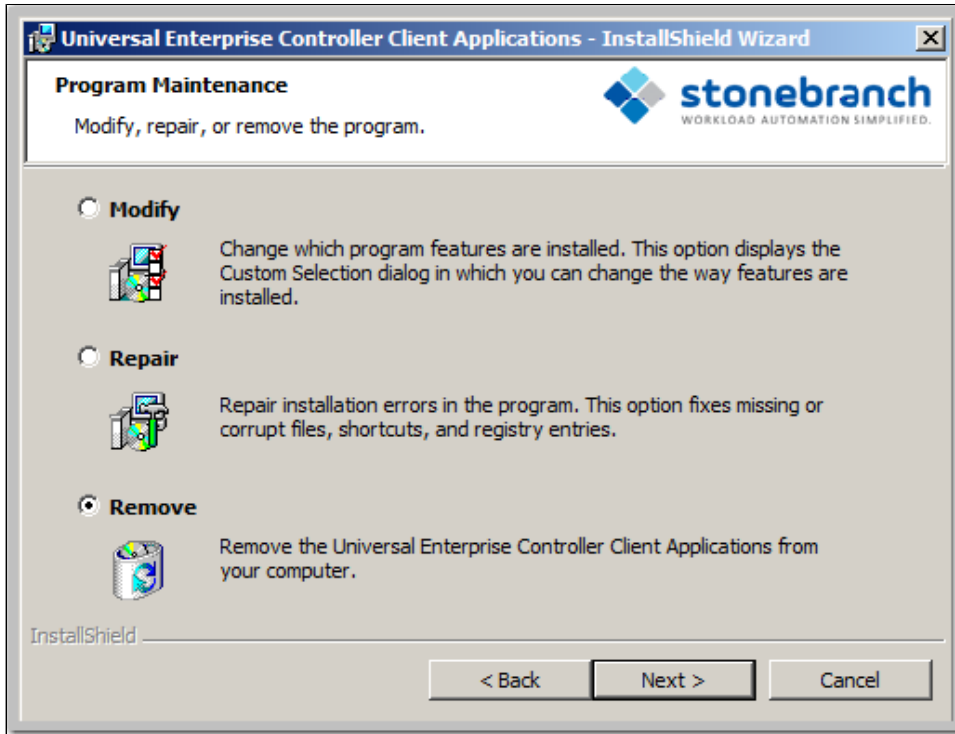 Universal Enterprise Controller Client Applications - InstallShield Wizard
Program Maintenance
Modify, repair, or remove the program.
stonebranch
WORKLOAD AUTOMATION SIMPLIFIED.
Modify
Change which program features are installed. This option displays the
Custom Selection dialog in which you can change the way features are
installed.
Repair
Repair installation errors in the program. This option fixes missing or
corrupt files, shortcuts, and registry entries.
Remove
Remove the Universal Enterprise Controller Client Applications from
your computer.
InstallShield
< Back
Next >
Cancel